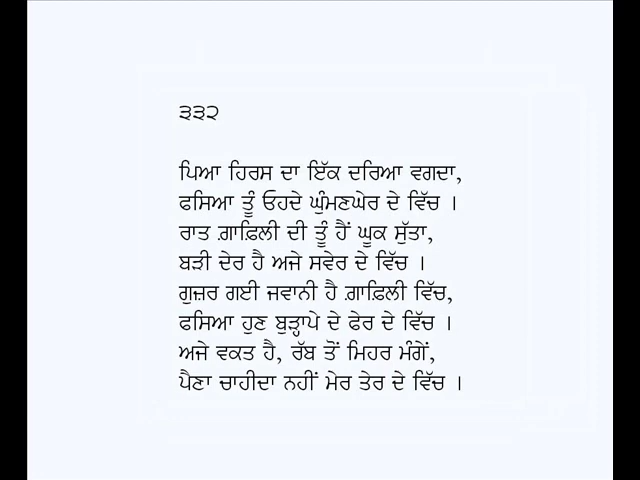 ੩੩੨
ਪਿਆ ਹਿਰਸ ਦਾ ਇੱਕ ਦਰਿਆ ਵਗਦਾ,
ਫਸਿਆ ਤੂੰ ਓਹਦੇ ਘੁੰਮਣਘੇਰ ਦੇ ਵਿੱਚ ।
ਰਾਤ ਗ਼ਾਫ਼ਿਲੀ ਦੀ ਤੂੰ ਹੈਂ ਘੂਕ ਸੁੱਤਾ,
ਬੜੀ ਦੇਰ ਹੈ ਅਜੇ ਸਵੇਰ ਦੇ ਵਿੱਚ ।
ਗੁਜ਼ਰ ਗਈ ਜਵਾਨੀ ਹੈ ਗ਼ਾਫ਼ਿਲੀ ਵਿੱਚ,
ਫਸਿਆ ਹੁਣ ਬੁੜ੍ਹਾਪੇ ਦੇ ਫੇਰ ਦੇ ਵਿੱਚ ।
ਅਜੇ ਵਕਤ ਹੈ, ਰੱਬ ਤੋਂ ਮਿਹਰ ਮੰਗੇਂ,
ਪੈਣਾ ਚਾਹੀਦਾ ਨਹੀਂ ਮੇਰ ਤੇਰ ਦੇ ਵਿੱਚ ।